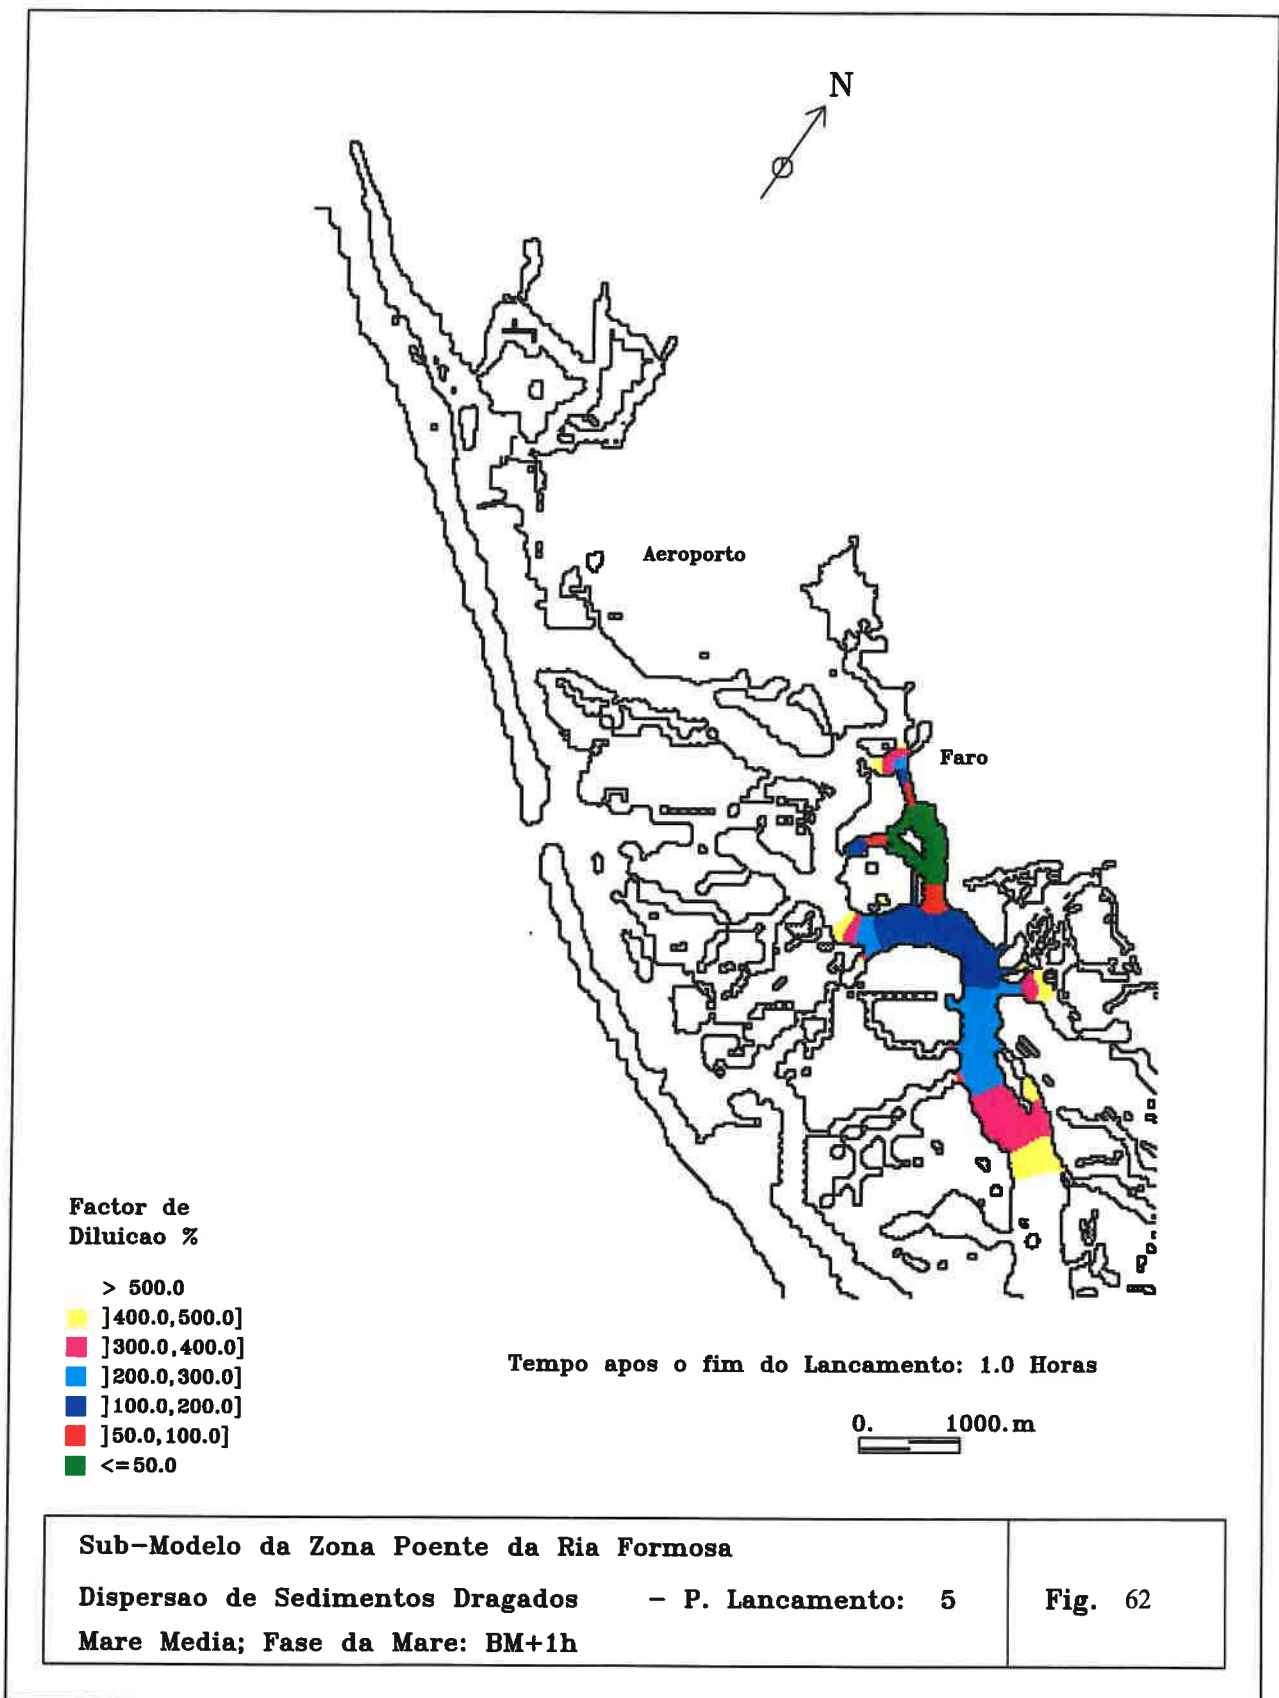 N
Aeroporto
Faro
Factor de
Diluicao %
> 500.0
]400.0,500.0]
]300.0,400.0]
]200.0,300.0]
]100.0,200.0]
]50.0,100.0]
<=50.0
Tempo apos o fim do Lancamento: 1.0 Horas
0. 1000.m
Sub-Modelo da Zona Poente da Ria Formosa
Dispersao de Sedimentos Dragados - P. Lancamento: 5
Mare Media; Fase da Mare: BM+1h
Fig. 62